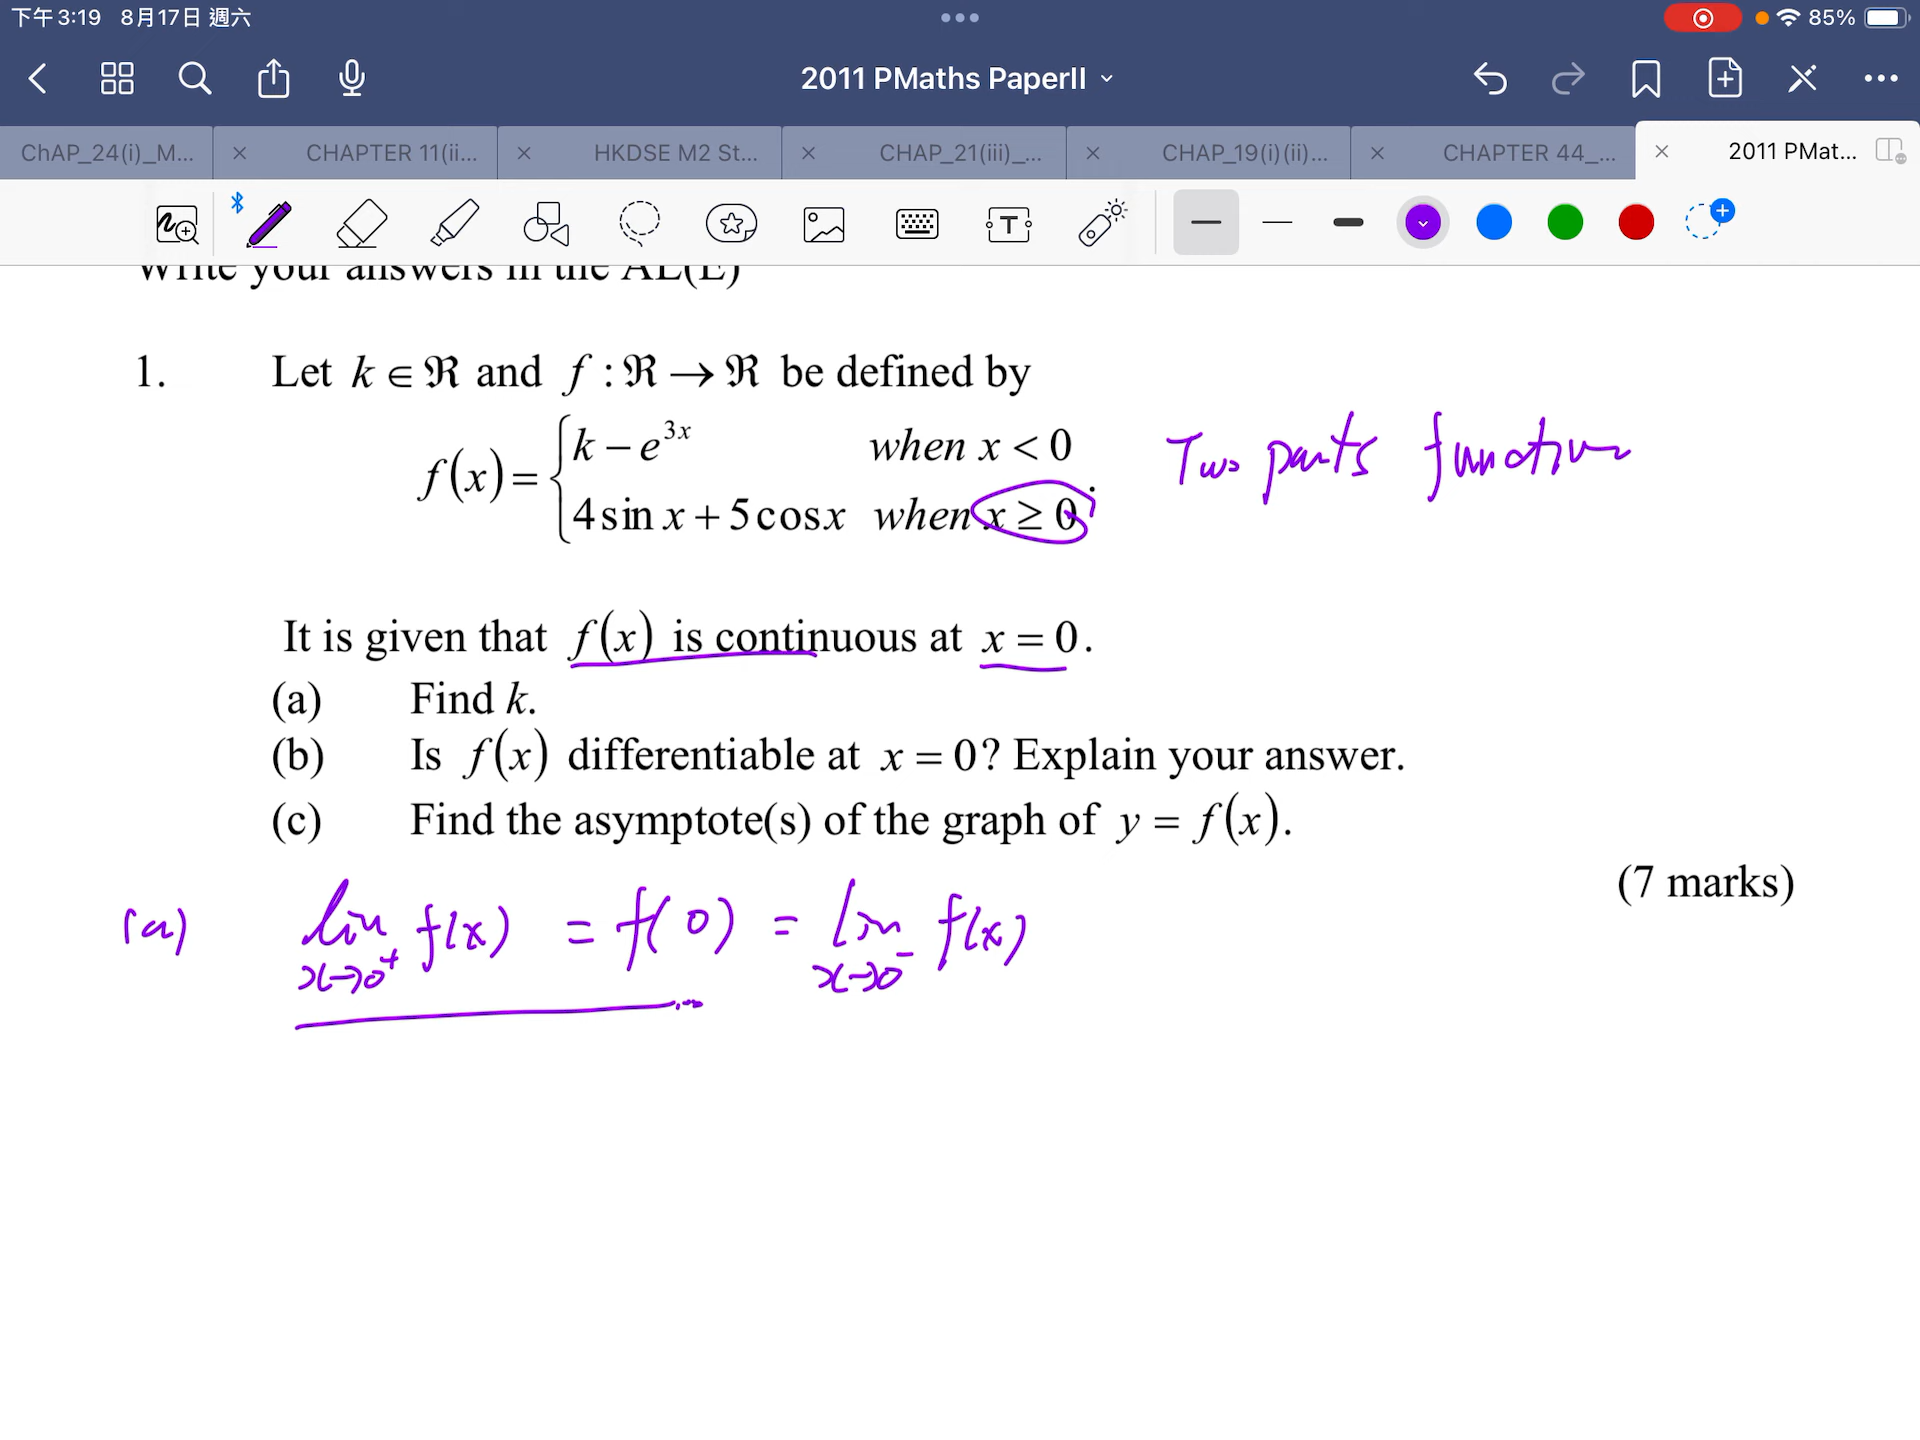 下午3:19 8月17日 週六 85%
2011 PMaths PaperII
ChAP_24(i)_M... CHAPTER 11(ii... HKDSE M2 St... CHAP_21(iii)_... CHAP_19(i)(ii)... CHAPTER 44_... 2011 PMat...
Write your answers in the AL(E)
1. Let k ∈ ℜ and f : ℜ → ℜ be defined by
f(x) = { k − e^{3x} when x < 0
4 sin x + 5 cos x when x ≥ 0 .
Two parts function
It is given that f(x) is continuous at x = 0.
(a) Find k.
(b) Is f(x) differentiable at x = 0? Explain your answer.
(c) Find the asymptote(s) of the graph of y = f(x).
(7 marks)
(a) lim x→0⁺ f(x) = f(0) = lim x→0⁻ f(x)